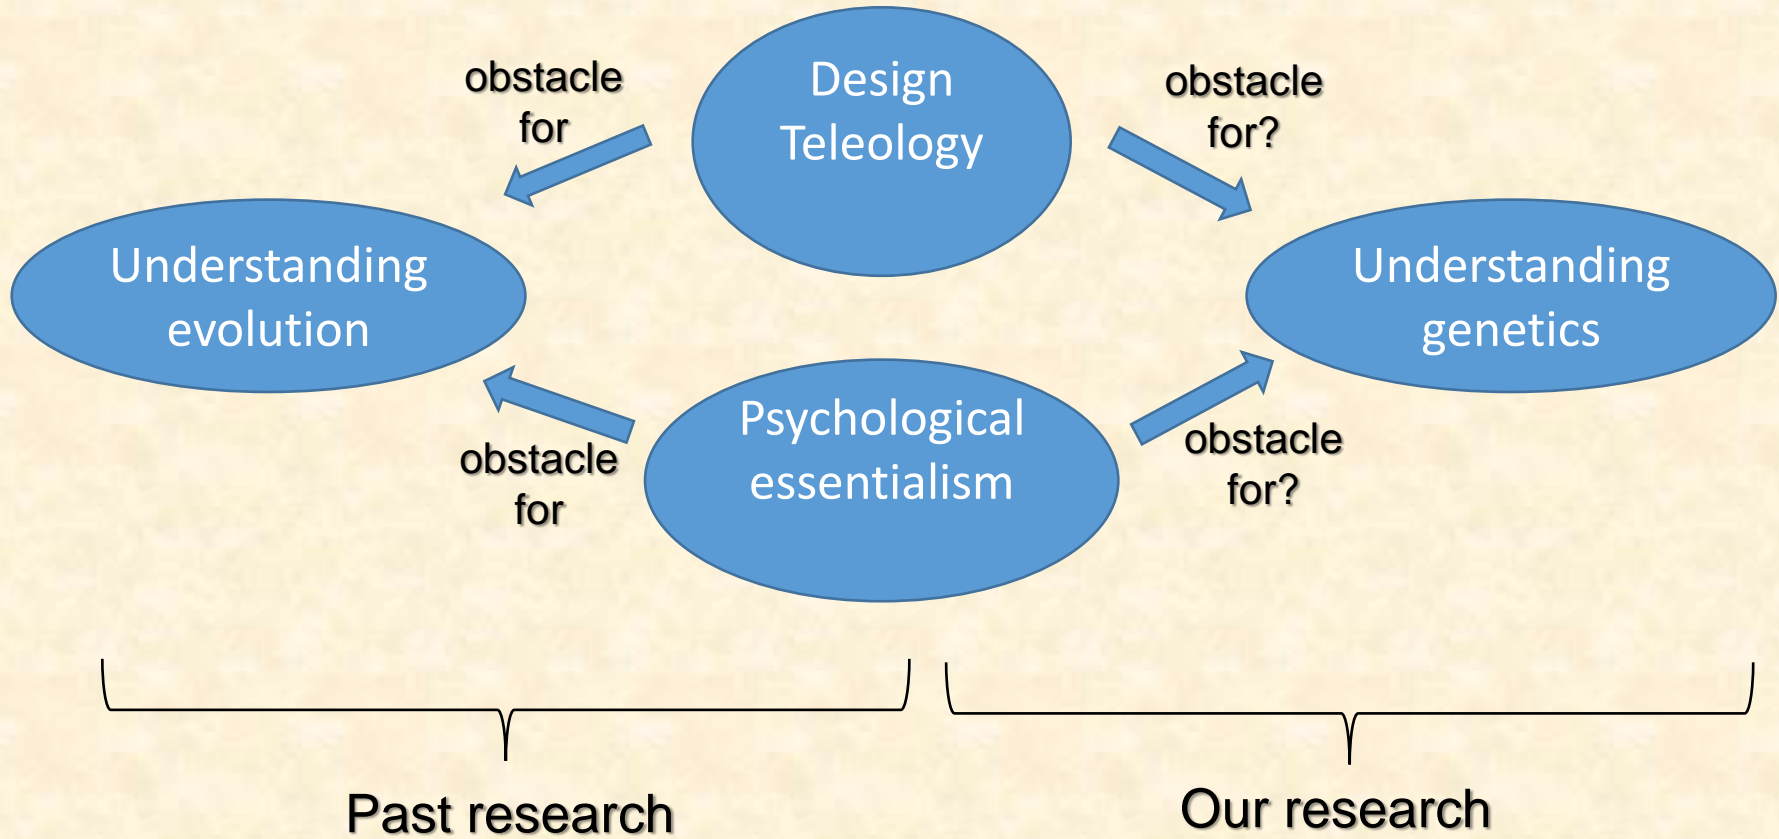 Design
Teleology
obstacle
for
obstacle
for?
Understanding
evolution
Understanding
genetics
Psychological
essentialism
obstacle
for
obstacle
for?
Past research
Our research